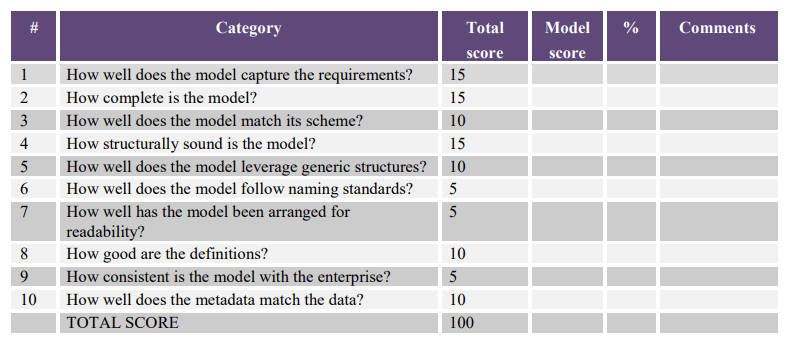 # Category Total score Model score % Comments
1 How well does the model capture the requirements? 15
2 How complete is the model? 15
3 How well does the model match its scheme? 10
4 How structurally sound is the model? 15
5 How well does the model leverage generic structures? 10
6 How well does the model follow naming standards? 5
7 How well has the model been arranged for readability? 5
8 How good are the definitions? 10
9 How consistent is the model with the enterprise? 5
10 How well does the metadata match the data? 10
TOTAL SCORE 100